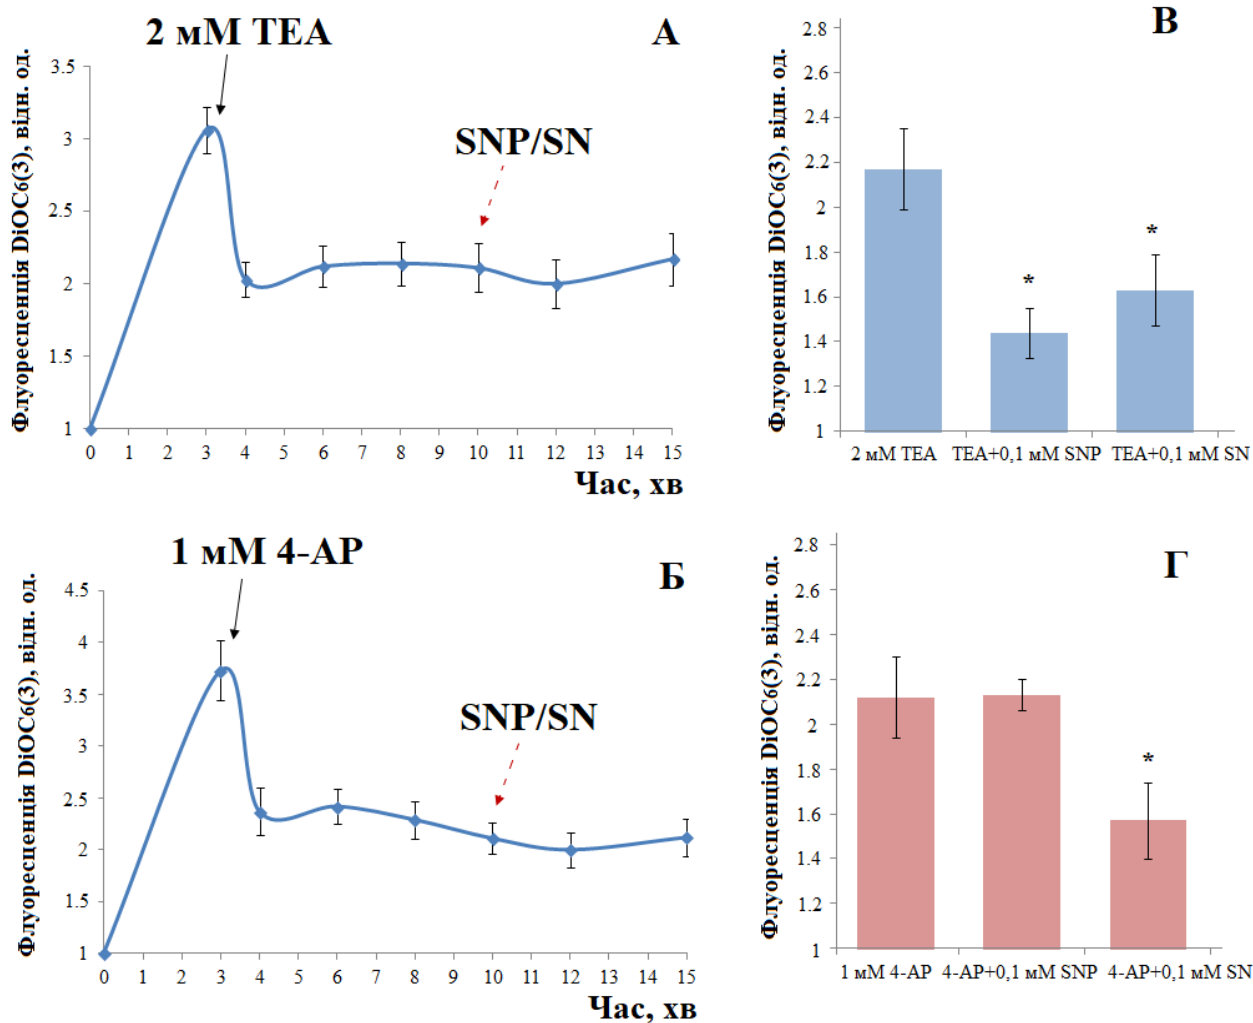 2 мМ ТЕА
А
Флуоресценція DiOC6(3), відн. од.
3.5
3
2.5
2
1.5
1
SNP/SN
0 1 2 3 4 5 6 7 8 9 10 11 12 13 14 15
Час, хв
В
Флуоресценція DiOC6(3), відн. од.
2.8
2.6
2.4
2.2
2
1.8
1.6
1.4
1.2
1
*
*
2 мМ ТЕА ТЕА+0,1 мМ SNP ТЕА+0,1 мМ SN
1 мМ 4-АР
Б
Флуоресценція DiOC6(3), відн. од.
4.5
4
3.5
3
2.5
2
1.5
1
SNP/SN
0 1 2 3 4 5 6 7 8 9 10 11 12 13 14 15
Час, хв
Г
Флуоресценція DiOC6(3), відн. од.
2.8
2.6
2.4
2.2
2
1.8
1.6
1.4
1.2
1
*
1 мМ 4-АР 4-АР+0,1 мМ SNP 4-АР+0,1 мМ SN